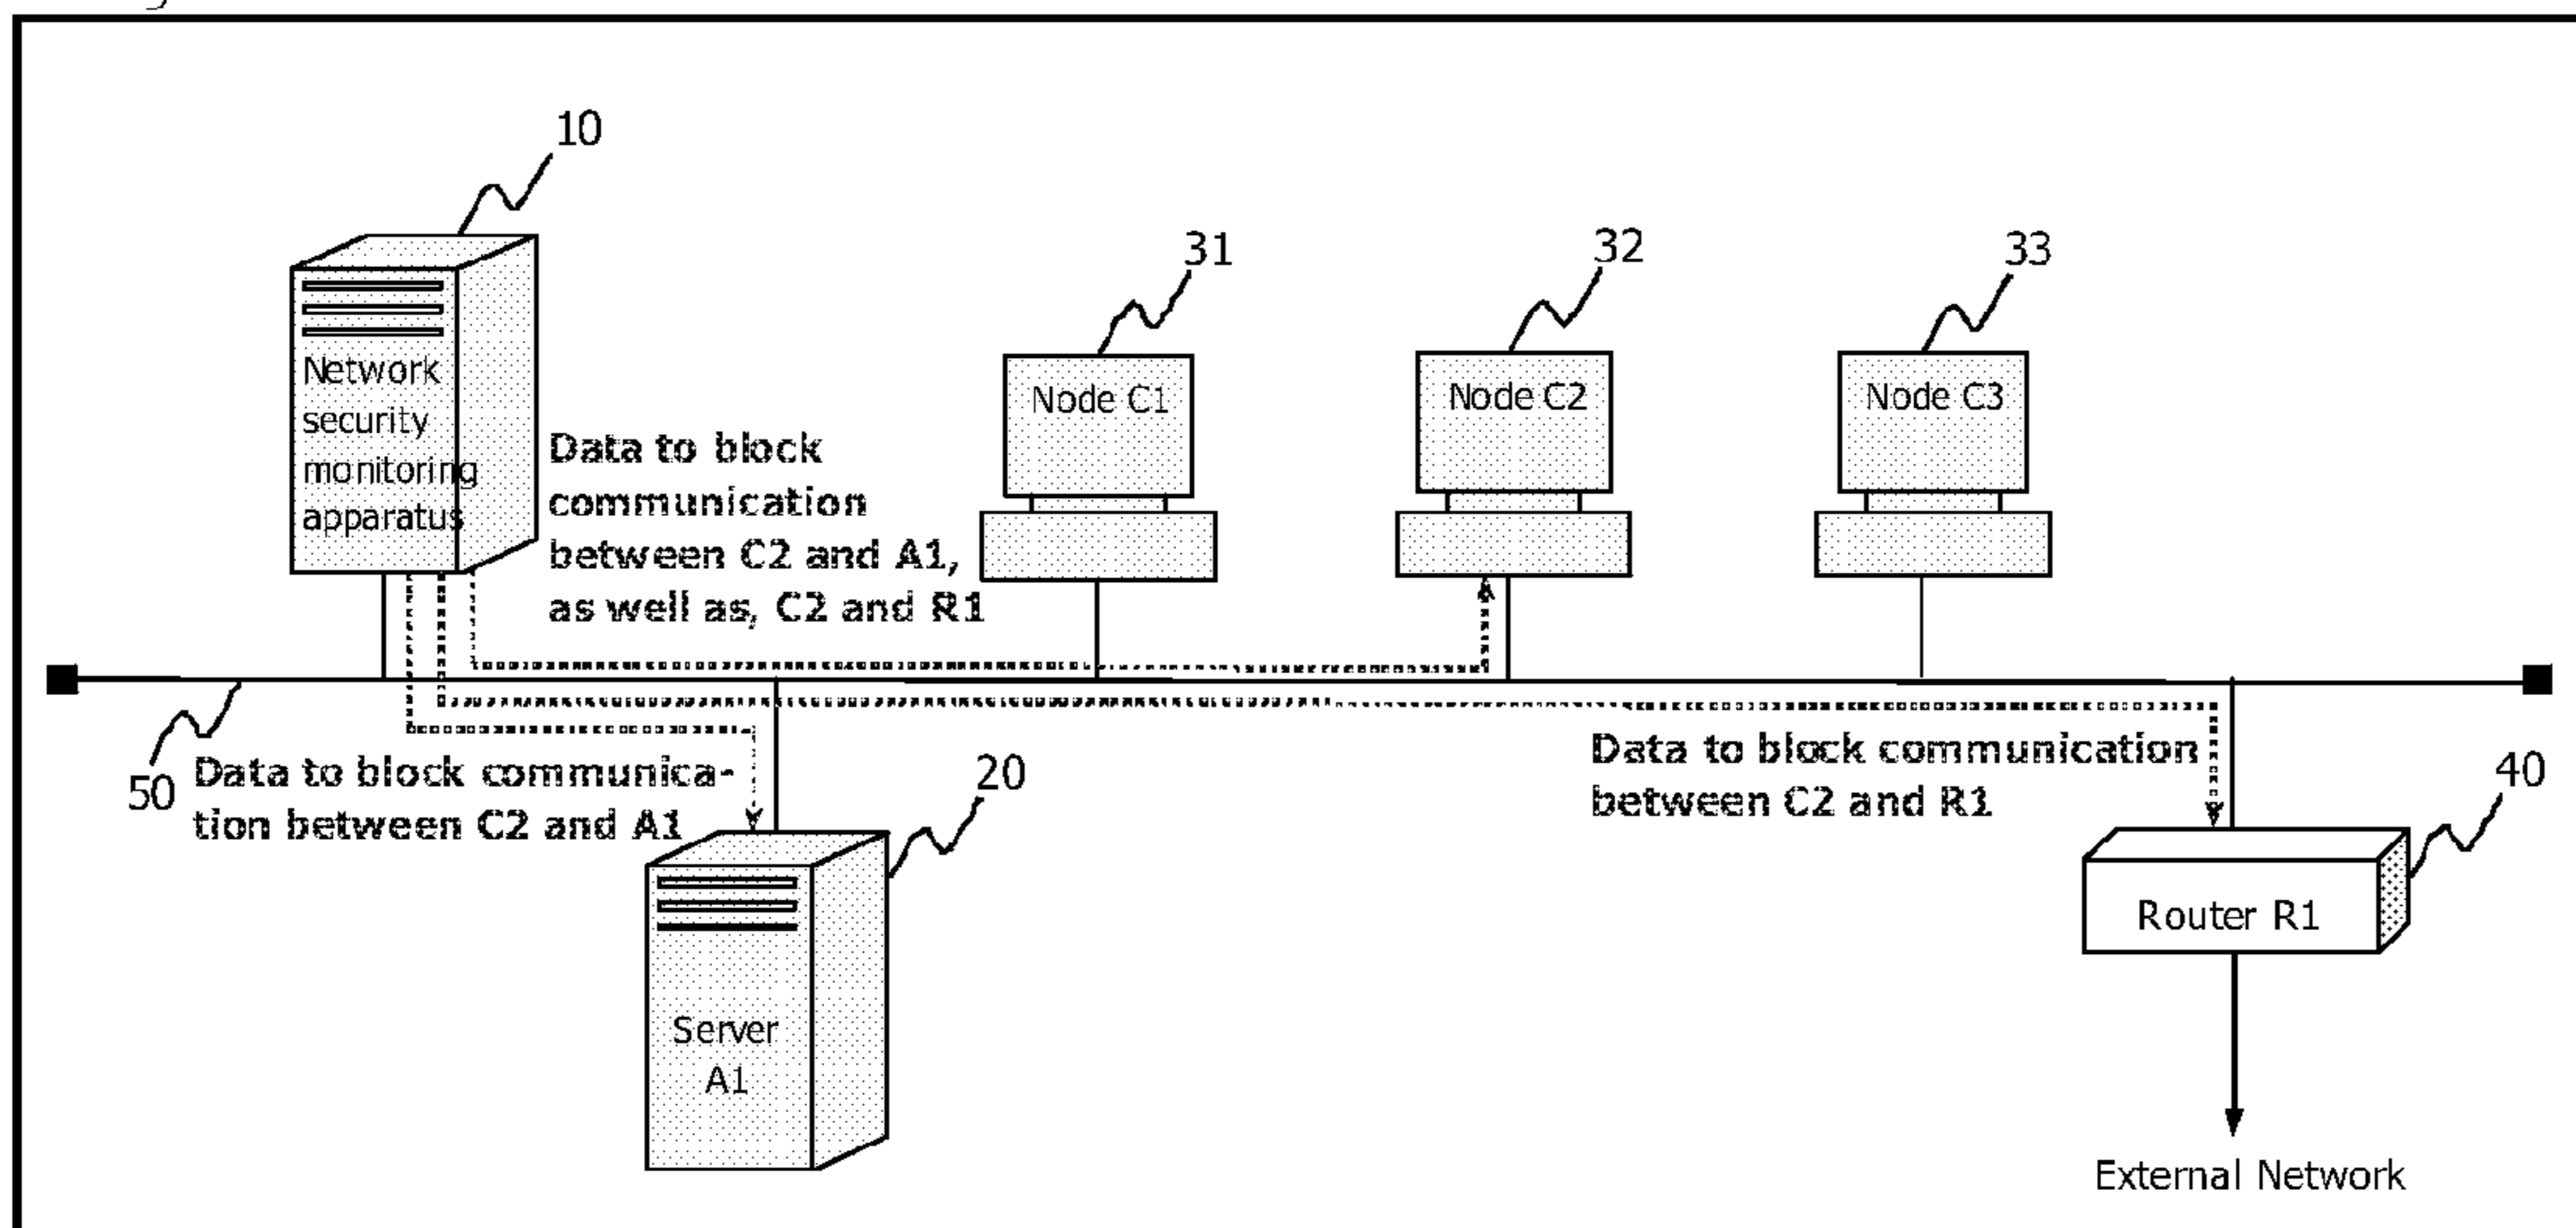 10
31
32
33
Network
security
monitoring
apparatus
Node C1
Node C2
Node C3
Data to block
communication
between C2 and A1,
as well as, C2 and R1
50
Data to block communica-
tion between C2 and A1
20
Data to block communication
between C2 and R1
40
Server
A1
Router R1
External Network